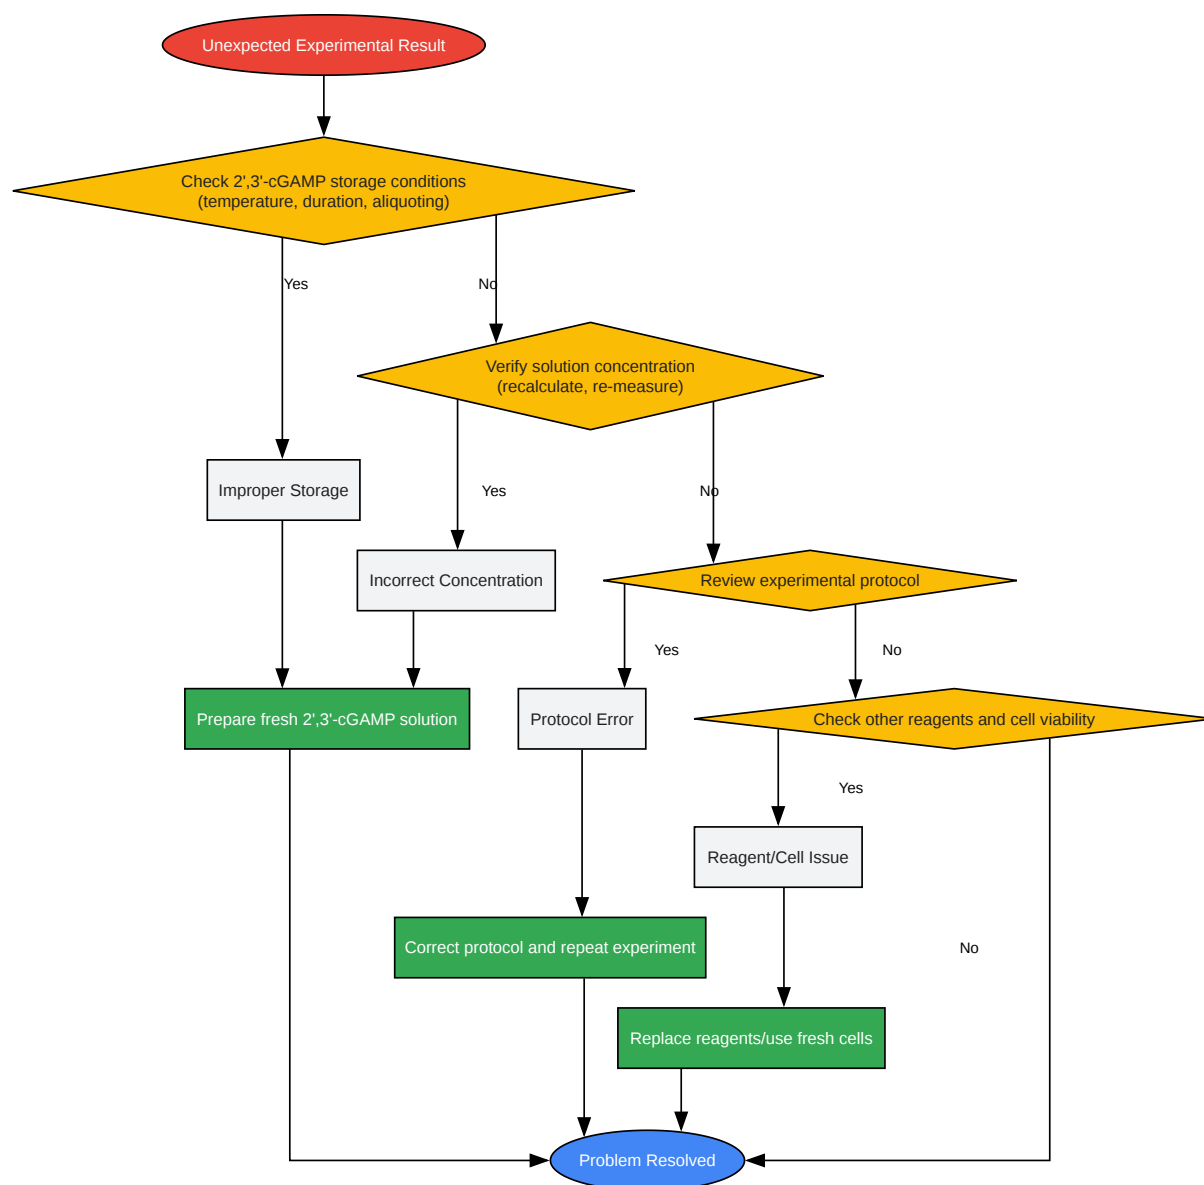 Unexpected Experimental Result
Check 2',3'-cGAMP storage conditions
(temperature, duration, aliquoting)
Yes
No
Verify solution concentration
(recalculate, re-measure)
Improper Storage
Yes
No
Incorrect Concentration
Review experimental protocol
Yes
No
Prepare fresh 2',3'-cGAMP solution
Protocol Error
Check other reagents and cell viability
Yes
Reagent/Cell Issue
Correct protocol and repeat experiment
No
Replace reagents/use fresh cells
Problem Resolved